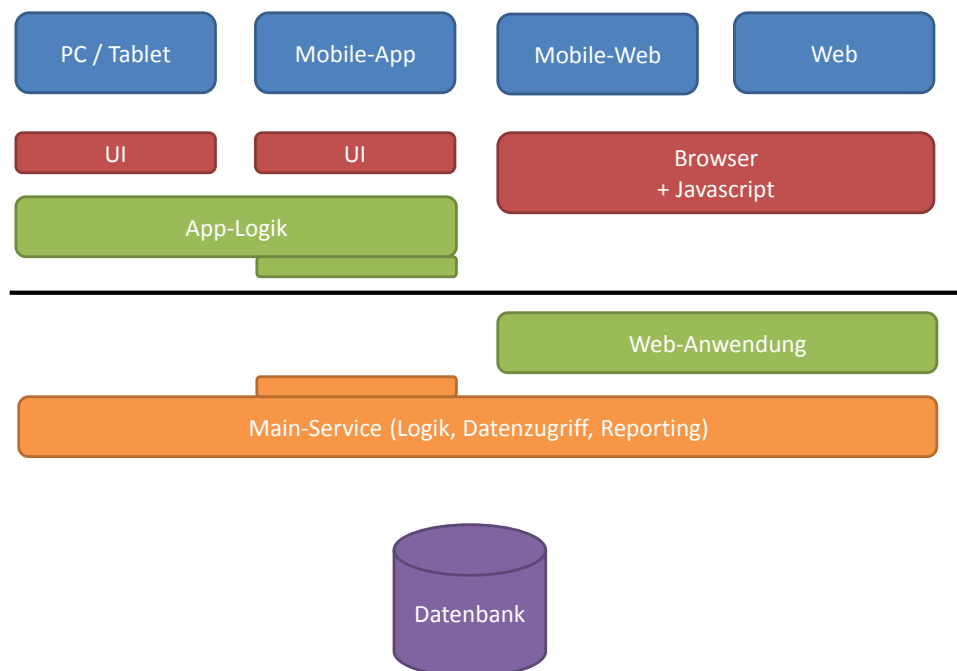 PC / Tablet
Mobile-App
Mobile-Web
Web
UI
UI
Browser
+ Javascript
App-Logik
Web-Anwendung
Main-Service (Logik, Datenzugriff, Reporting)
Datenbank